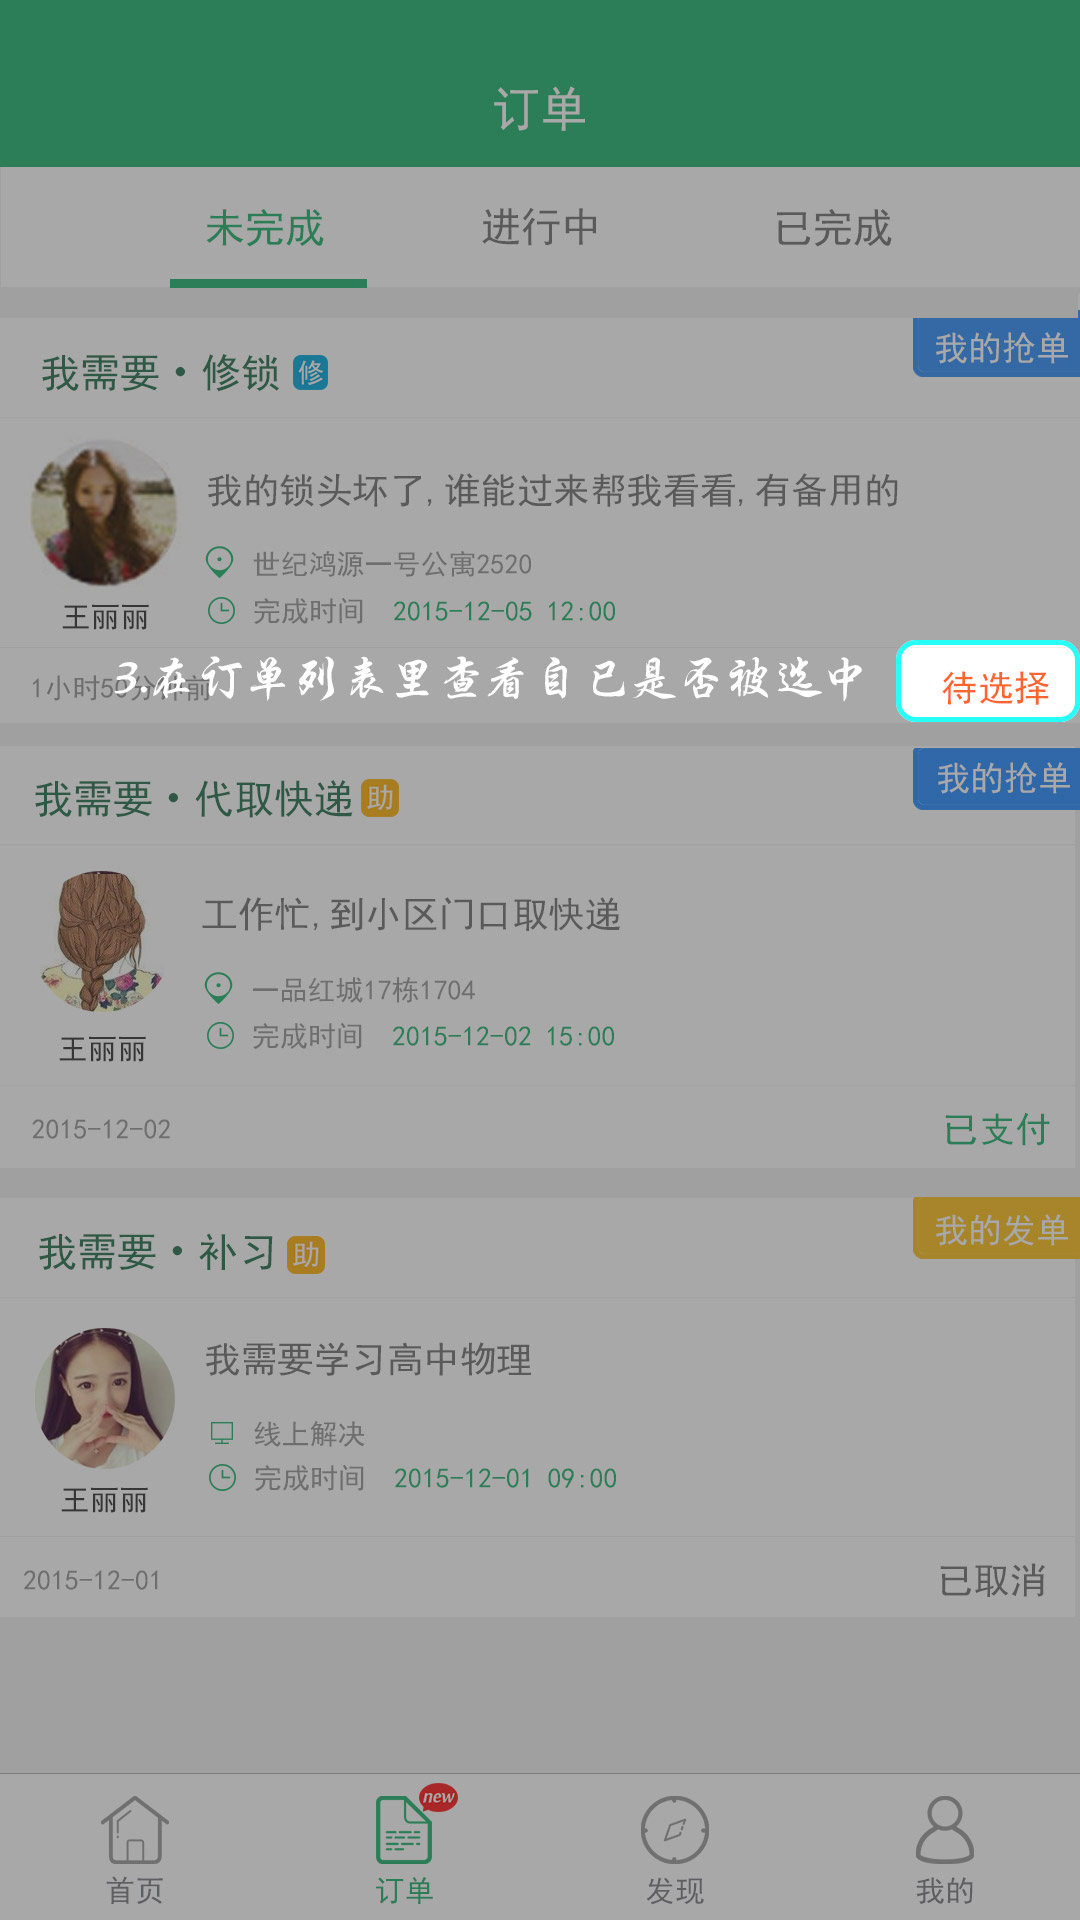 订单
未完成 进行中 已完成
我的抢单
我需要·修锁 修
我的锁头坏了,谁能过来帮我看看,有备用的
世纪鸿源一号公寓2520
完成时间 2015-12-05 12:00
王丽丽
1小时50分钟前
3.在订单列表里查看自已是否被选中
待选择
我的抢单
我需要·代取快递 助
工作忙,到小区门口取快递
一品红城17栋1704
完成时间 2015-12-02 15:00
王丽丽
2015-12-02 已支付
我的发单
我需要·补习 助
我需要学习高中物理
线上解决
完成时间 2015-12-01 09:00
王丽丽
2015-12-01 已取消
new
首页 订单 发现 我的